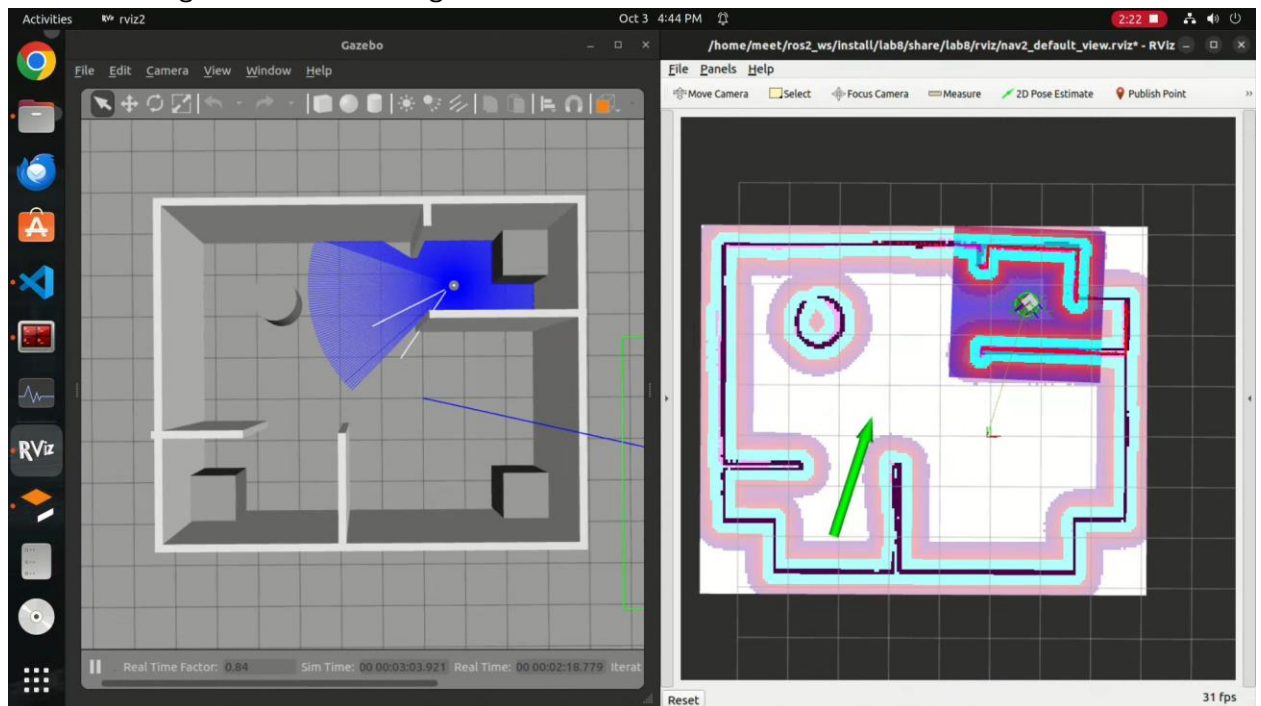 Activities
rviz2
Oct 3 4:44 PM
2:22
Gazebo
File Edit Camera View Window Help
Real Time Factor: 0.84
Sim Time: 00 00:03:03.921
Real Time: 00 00:02:18.779
Iterat
/home/meet/ros2_ws/install/lab8/share/lab8/rviz/nav2_default_view.rviz* - RViz
File Panels Help
Move Camera Select Focus Camera Measure 2D Pose Estimate Publish Point
Reset
31 fps
RViz